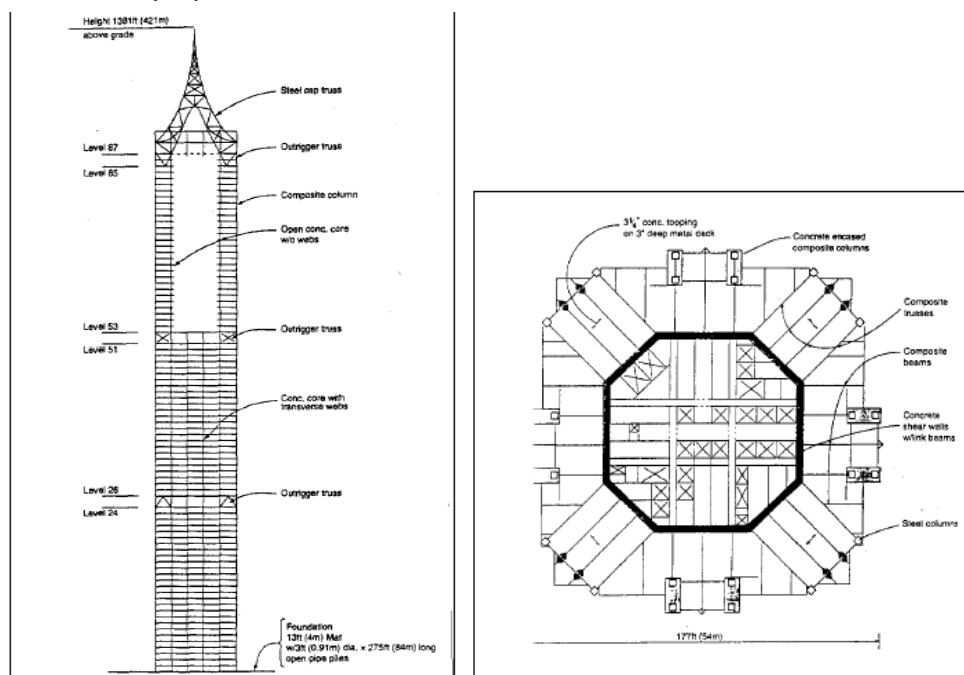 Height 1381ft (421m)
above grade
Steel cap truss
Level 87
Outrigger truss
Level 85
Composite column
Open conc. core
w/o webs
Level 53
Outrigger truss
Level 51
Conc. core with
transverse webs
Level 26
Outrigger truss
Level 24
Foundation
13ft (4m) Mat
w/3ft (0.91m) dia. x 275ft (84m) long
open pipe piles
3 1/4" conc. topping
on 3" deep metal deck
Concrete encased
composite columns
Composite
trusses
Composite
beams
Concrete
shear walls
w/link beams
Steel columns
177ft (54m)